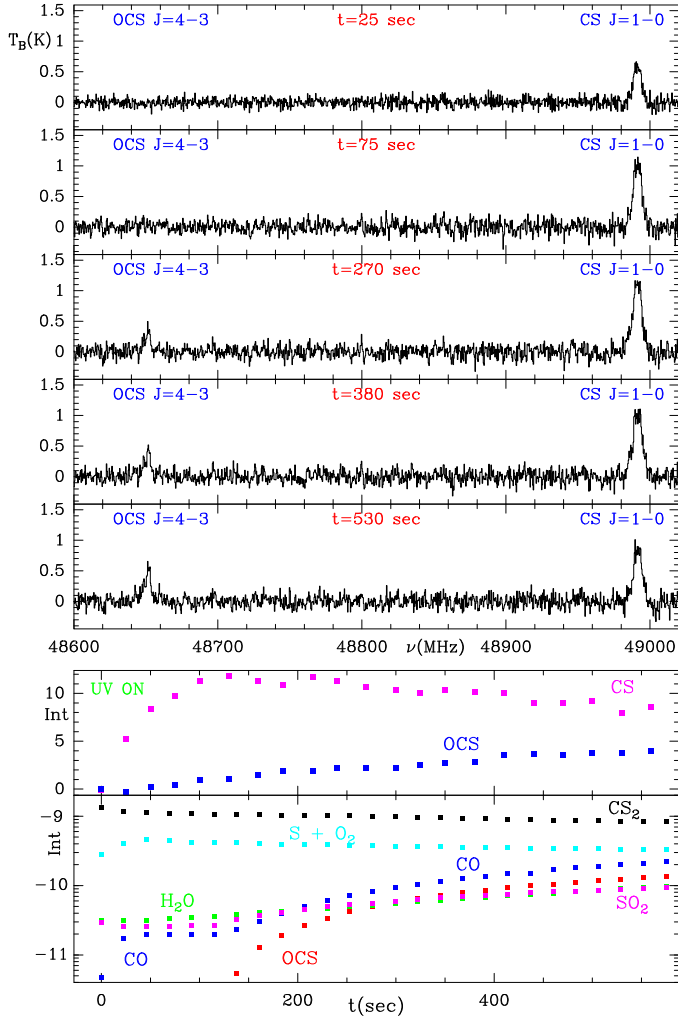 OCS J=4-3 t=25 sec CS J=1-0
1.5
T_B(K) 1
0.5
0
1.5
OCS J=4-3 t=75 sec CS J=1-0
1
0.5
0
1.5
OCS J=4-3 t=270 sec CS J=1-0
1
0.5
0
1.5
OCS J=4-3 t=380 sec CS J=1-0
1
0.5
0
1.5
OCS J=4-3 t=530 sec CS J=1-0
1
0.5
0
48600 48700 48800 ν(MHz) 48900 49000
UV ON CS
10
Int
5 OCS
0
-9 CS₂
Int S + O₂
CO
-10
H₂O SO₂
-11 CO OCS
0 200 400
t(sec)